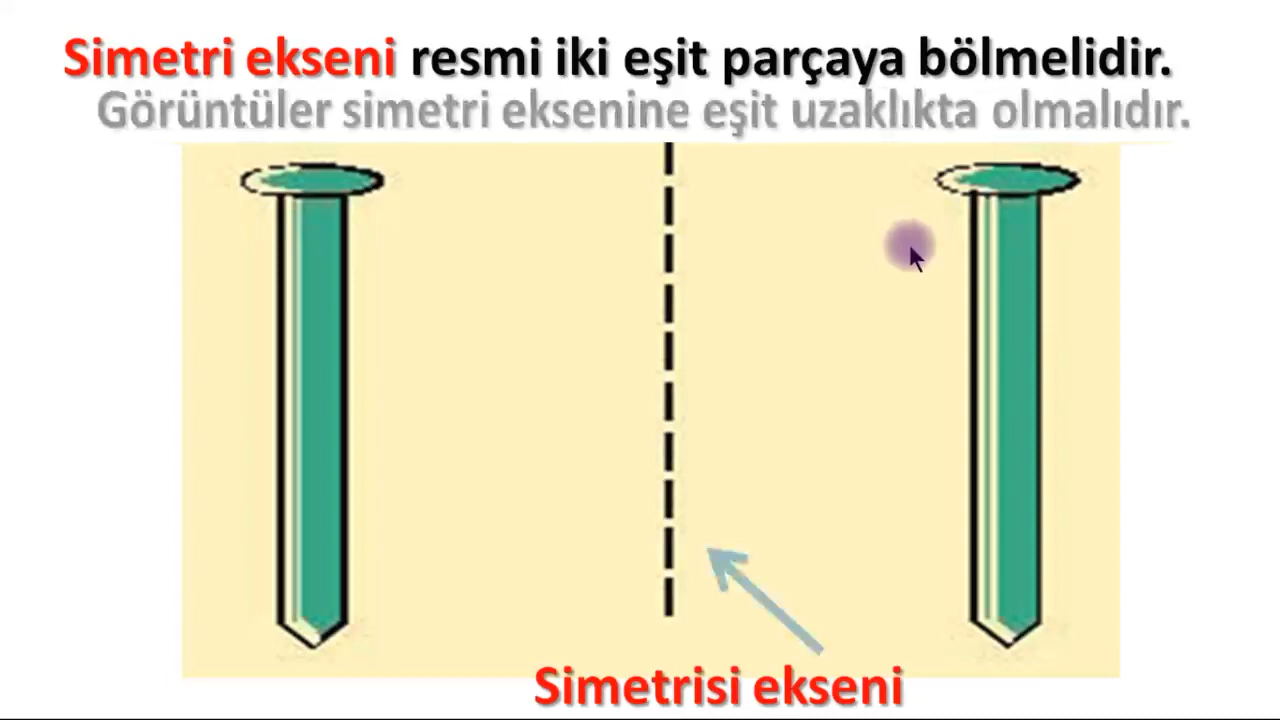 Simetri ekseni resmi iki eşit parçaya bölmelidir.
Görüntüler simetri eksenine eşit uzaklıkta olmalıdır.
Simetrisi ekseni